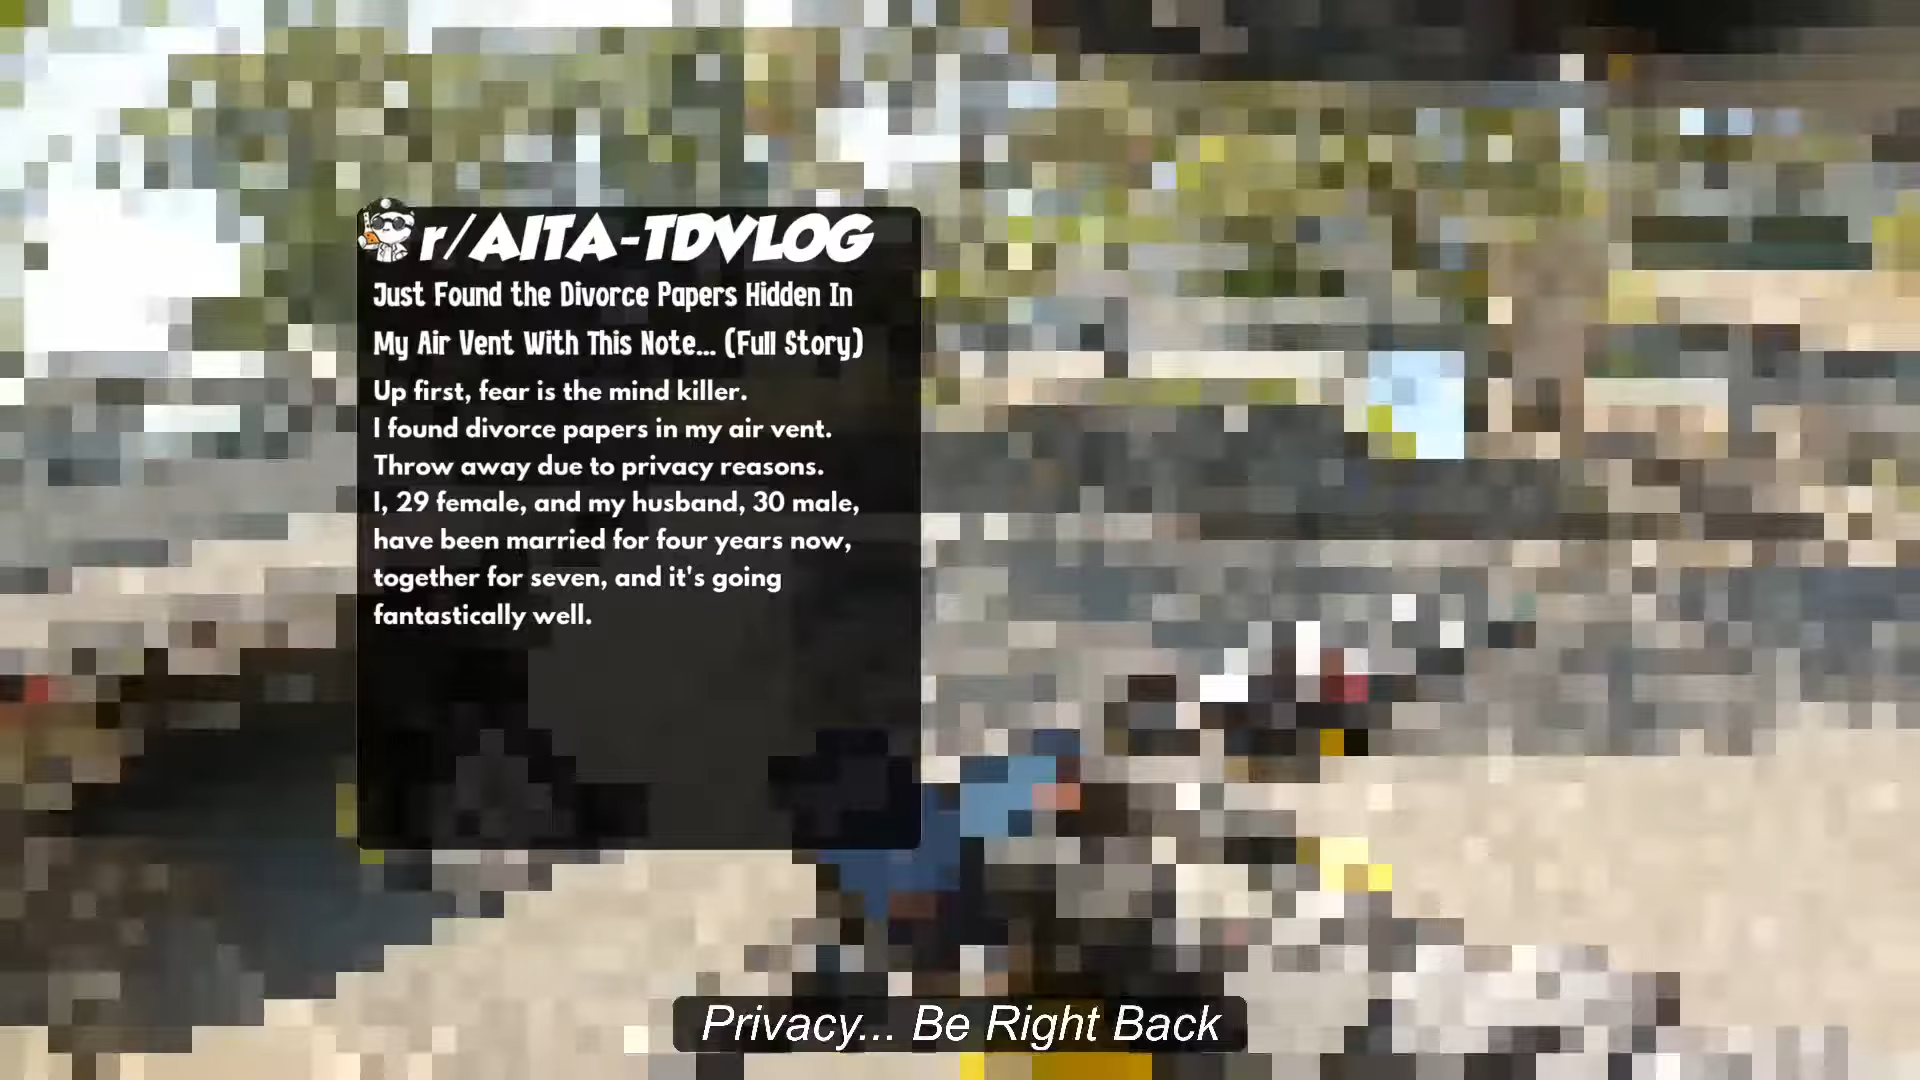 r/AITA-TDVLOG
Just Found the Divorce Papers Hidden In
My Air Vent With This Note... (Full Story)
Up first, fear is the mind killer.
I found divorce papers in my air vent.
Throw away due to privacy reasons.
I, 29 female, and my husband, 30 male,
have been married for four years now,
together for seven, and it's going
fantastically well.
Privacy... Be Right Back